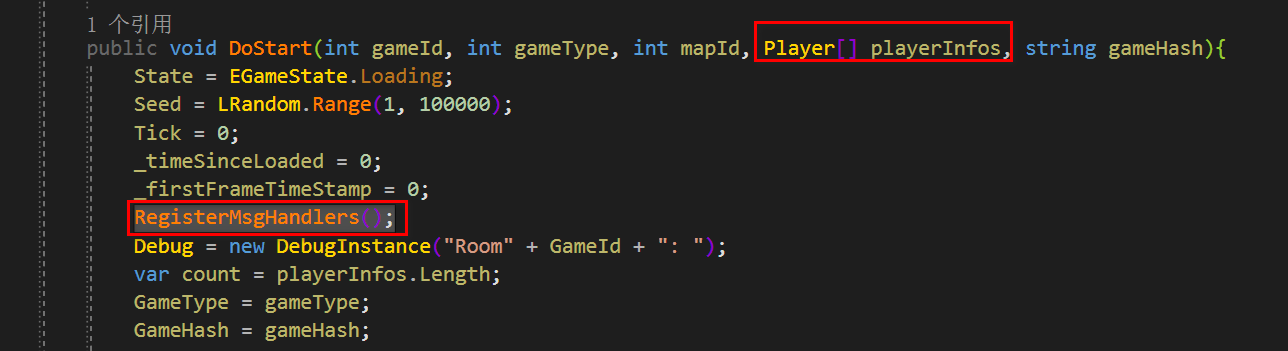 1 个引用
public void DoStart(int gameId, int gameType, int mapId, Player[] playerInfos, string gameHash){
State = EGameState.Loading;
Seed = LRandom.Range(1, 100000);
Tick = 0;
_timeSinceLoaded = 0;
_firstFrameTimeStamp = 0;
RegisterMsgHandlers();
Debug = new DebugInstance("Room" + GameId + ": ");
var count = playerInfos.Length;
GameType = gameType;
GameHash = gameHash;